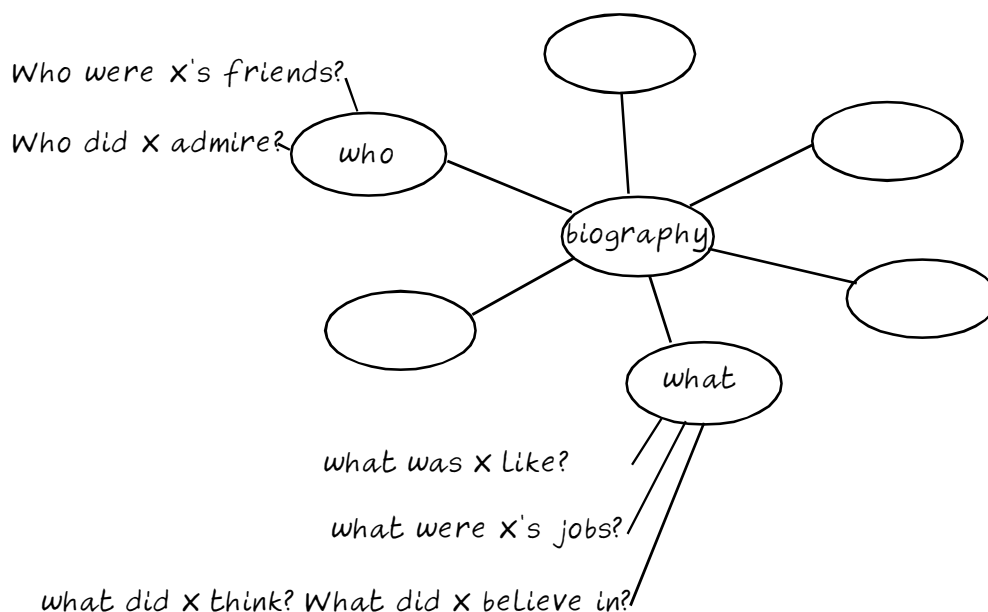 Who were X's friends?
Who did X admire?
who
biography
what
what was X like?
what were X's jobs?
what did X think? What did X believe in?